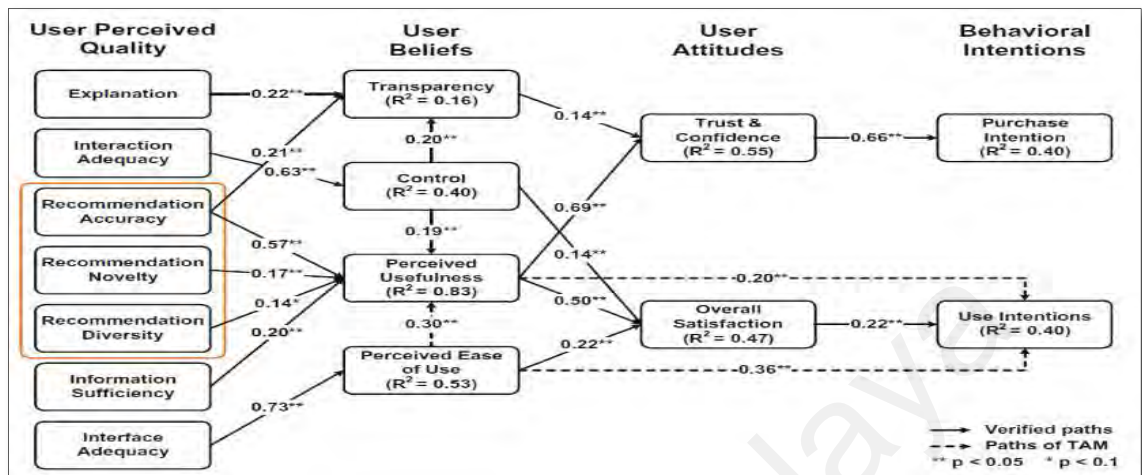 User Perceived
Quality
User
Beliefs
User
Attitudes
Behavioral
Intentions
Explanation
Interaction
Adequacy
Recommendation
Accuracy
Recommendation
Novelty
Recommendation
Diversity
Information
Sufficiency
Interface
Adequacy
0.22**
0.21**
0.63**
0.57**
0.17**
0.14*
0.20**
0.73**
Transparency
(R² = 0.16)
0.20**
Control
(R² = 0.40)
0.19**
Perceived
Usefulness
(R² = 0.83)
0.30**
Perceived Ease
of Use
(R² = 0.53)
0.14**
0.69**
0.14**
0.50**
0.22**
Trust &
Confidence
(R² = 0.55)
Overall
Satisfaction
(R² = 0.47)
0.66**
0.20**
0.22**
0.36**
Purchase
Intention
(R² = 0.40)
Use Intentions
(R² = 0.40)
Verified paths
Paths of TAM
** p < 0.05 * p < 0.1
laya